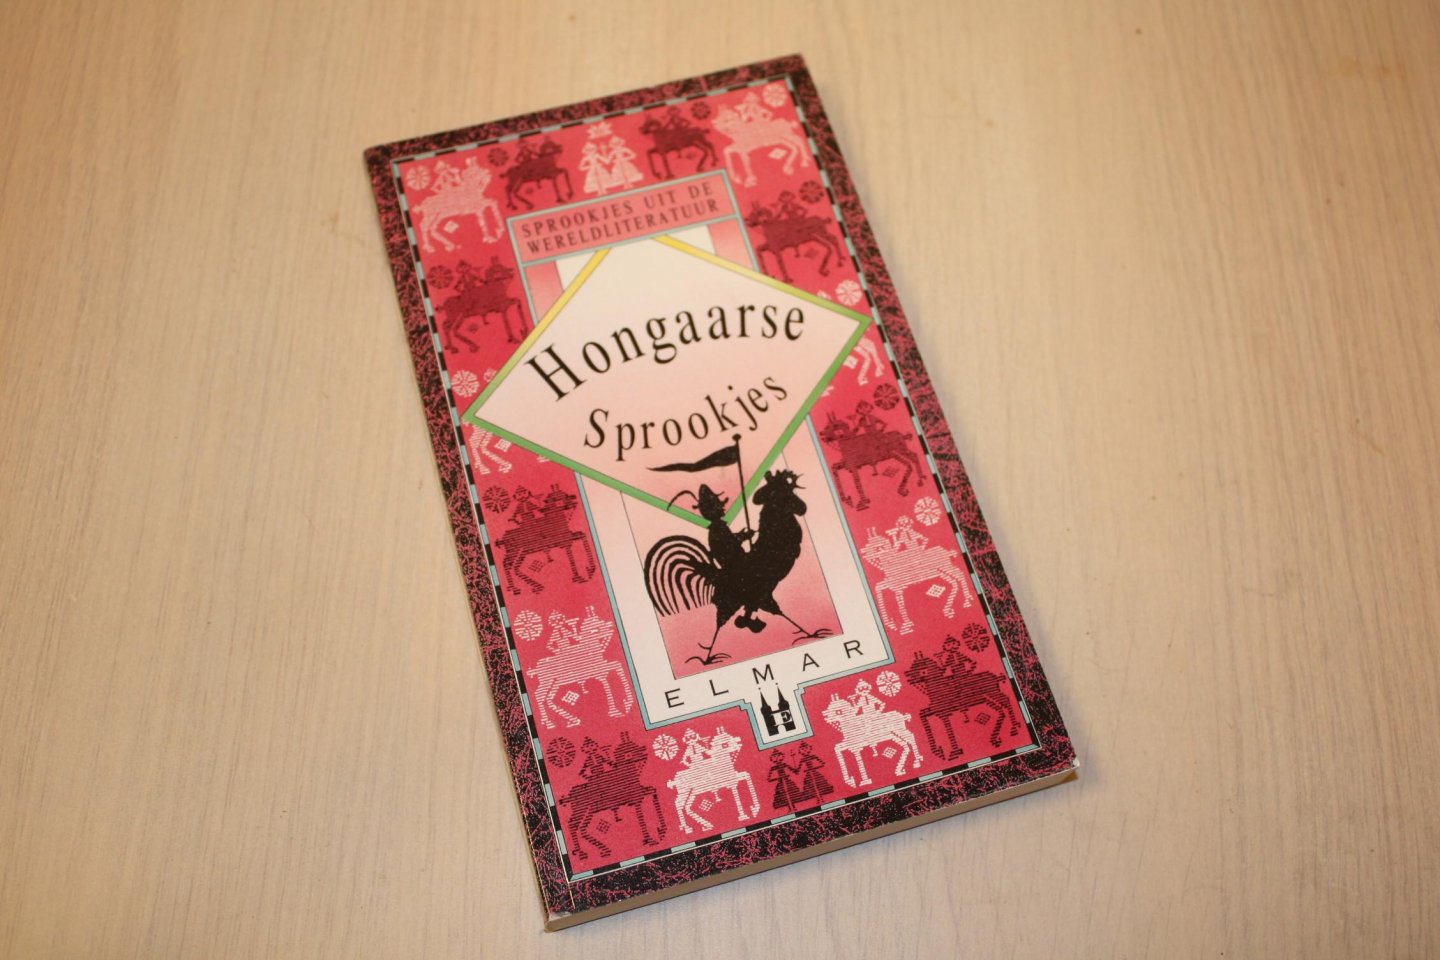 SPROOKJES UIT DE
WERELDLITERATUUR
Hongaarse
Sprookjes
ELMAR
E